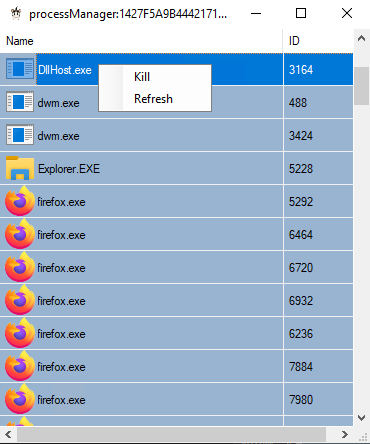 processManager:1427F5A9B4442171...
Name ID
DllHost.exe 3164
Kill
Refresh
dwm.exe 488
dwm.exe 3424
Explorer.EXE 5228
firefox.exe 5292
firefox.exe 6464
firefox.exe 6720
firefox.exe 6932
firefox.exe 6236
firefox.exe 7884
firefox.exe 7980